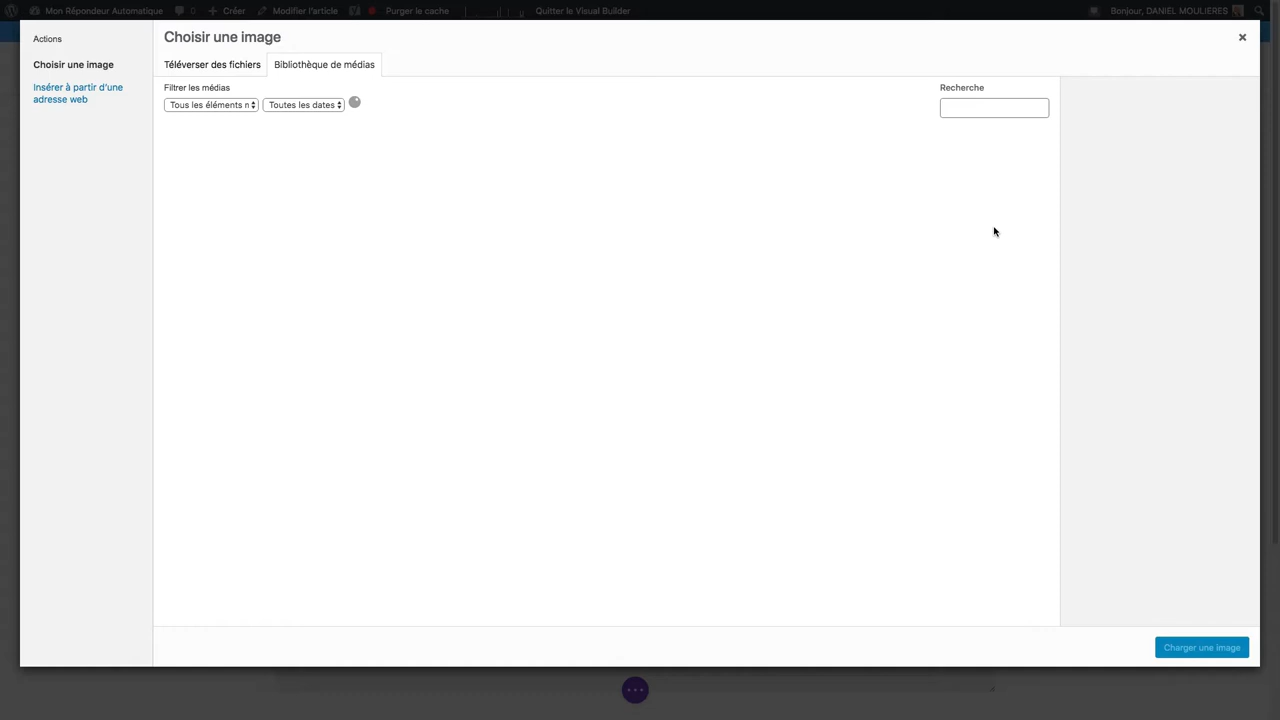 Mon Répondeur Automatique 0 Créer Modifier l'article Purger le cache Quitter le Visual Builder Bonjour, DANIEL MOULIERES
Actions
Choisir une image
Insérer à partir d'une
adresse web
Choisir une image
Téléverser des fichiers Bibliothèque de médias
Filtrer les médias
Tous les éléments Toutes les dates
Recherche
Charger une image